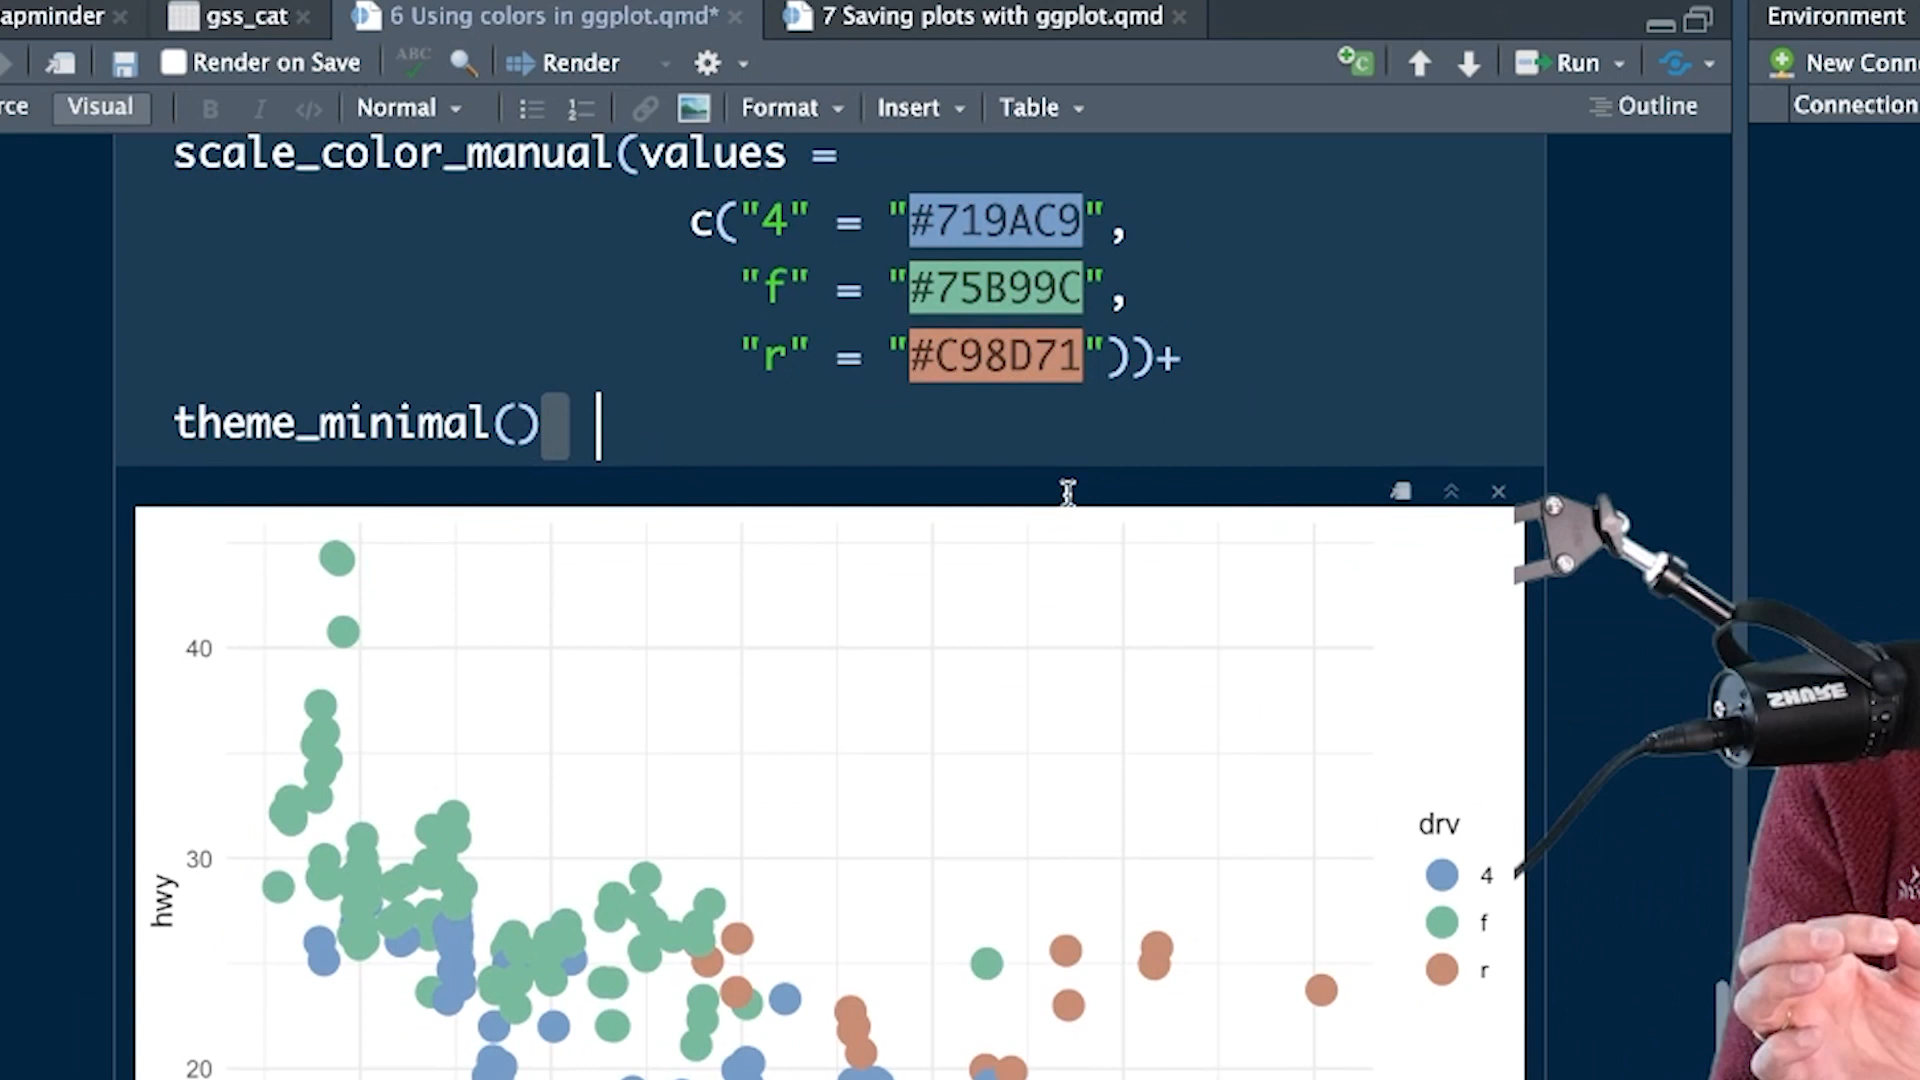 apminder
gss_cat
6 Using colors in ggplot.qmd*
7 Saving plots with ggplot.qmd
Environment
Render on Save
ABC
Render
C
Run
New Conn
rce
Visual
B I </>
Normal
Format
Insert
Table
Outline
Connection
scale_color_manual(values =
c("4" = "#719AC9",
"f" = "#75B99C",
"r" = "#C98D71"))+
theme_minimal()
40
30
20
hwy
drv
4
f
r
SHURE